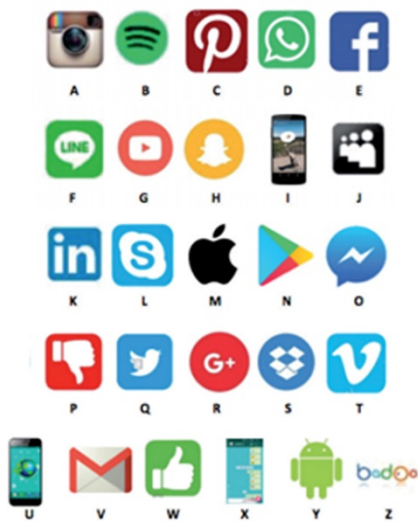 A B C D E
LINE
F G H I J
in
K L M N O
G+
P Q R S T
badoo
U V W X Y Z